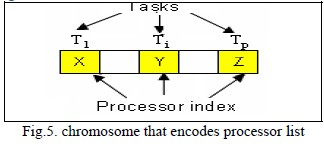 Tasks
T1 Ti Tp
X Y Z
Processor index
Fig.5. chromosome that encodes processor list